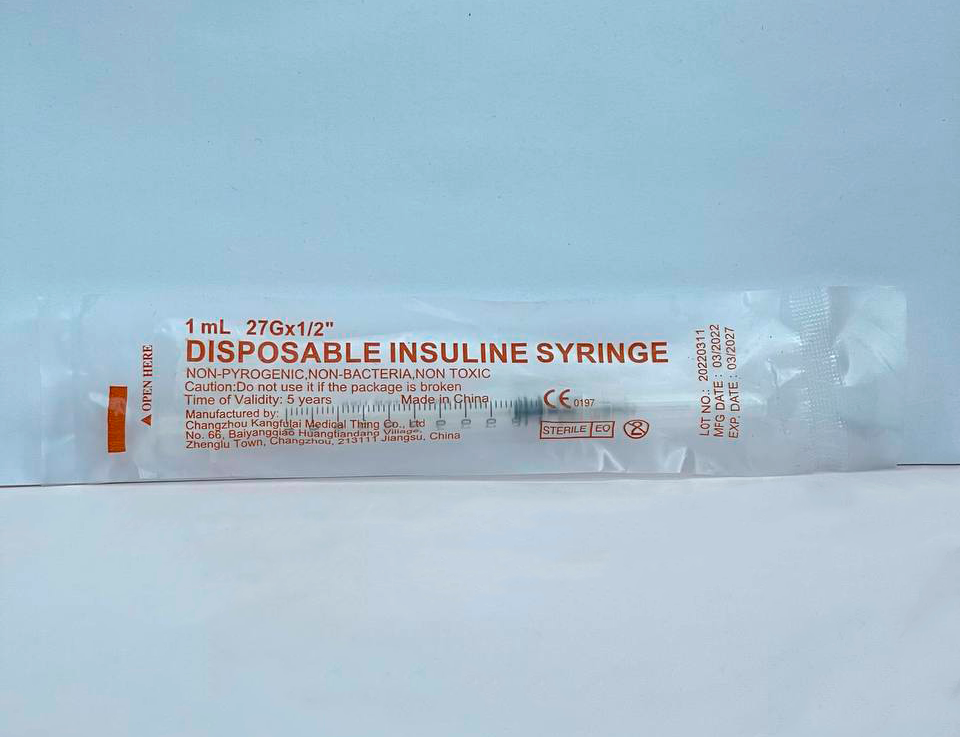 1 mL 27Gx1/2"
DISPOSABLE INSULINE SYRINGE
NON-PYROGENIC,NON-BACTERIA,NON TOXIC
Caution:Do not use it if the package is broken
Time of Validity: 5 years Made in China
Manufactured by:
Changzhou Kangfulai Medical Thing Co., Ltd
No. 66, Baiyangqiao Huangtiandang Village,
Zhenglu Town, Changzhou, 213111 Jiangsu, China
▲ OPEN HERE
CE 0197
STERILE EO
2
LOT NO.: 20220311
MFG DATE : 03/2022
EXP. DATE : 03/2027